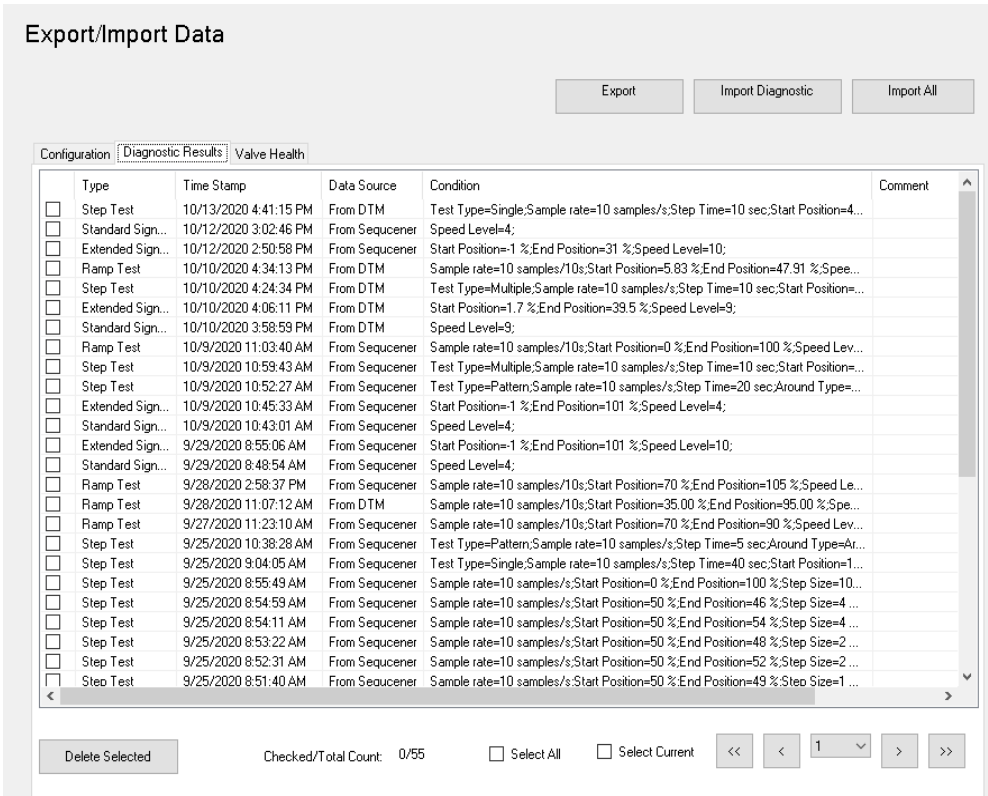 Export/Import Data
Export Import Diagnostic Import All
Configuration Diagnostic Results Valve Health
Type Time Stamp Data Source Condition Comment
Step Test 10/13/2020 4:41:15 PM From DTM Test Type=Single;Sample rate=10 samples/s;Step Time=10 sec;Start Position=4...
Standard Sign... 10/12/2020 3:02:46 PM From Sequcener Speed Level=4;
Extended Sign... 10/12/2020 2:50:58 PM From Sequcener Start Position=-1 %;End Position=31 %;Speed Level=10;
Ramp Test 10/10/2020 4:34:13 PM From DTM Sample rate=10 samples/10s;Start Position=5.83 %;End Position=47.91 %;Spee...
Step Test 10/10/2020 4:24:34 PM From DTM Test Type=Multiple;Sample rate=10 samples/s;Step Time=10 sec;Start Position=...
Extended Sign... 10/10/2020 4:06:11 PM From DTM Start Position=1.7 %;End Position=39.5 %;Speed Level=9;
Standard Sign... 10/10/2020 3:58:59 PM From DTM Speed Level=9;
Ramp Test 10/9/2020 11:03:40 AM From Sequcener Sample rate=10 samples/10s;Start Position=0 %;End Position=100 %;Speed Lev...
Step Test 10/9/2020 10:59:43 AM From Sequcener Test Type=Multiple;Sample rate=10 samples/s;Step Time=10 sec;Start Position=...
Step Test 10/9/2020 10:52:27 AM From Sequcener Test Type=Pattern;Sample rate=10 samples/s;Step Time=20 sec;Around Type=...
Extended Sign... 10/9/2020 10:45:33 AM From Sequcener Start Position=-1 %;End Position=101 %;Speed Level=4;
Standard Sign... 10/9/2020 10:43:01 AM From Sequcener Speed Level=4;
Extended Sign... 9/29/2020 8:55:06 AM From Sequcener Start Position=-1 %;End Position=101 %;Speed Level=10;
Standard Sign... 9/29/2020 8:48:54 AM From Sequcener Speed Level=4;
Ramp Test 9/28/2020 2:58:37 PM From Sequcener Sample rate=10 samples/10s;Start Position=70 %;End Position=105 %;Speed Le...
Ramp Test 9/28/2020 11:07:12 AM From DTM Sample rate=10 samples/10s;Start Position=35.00 %;End Position=95.00 %;Spe...
Ramp Test 9/27/2020 11:23:10 AM From Sequcener Sample rate=10 samples/10s;Start Position=70 %;End Position=90 %;Speed Lev...
Step Test 9/25/2020 10:38:28 AM From Sequcener Test Type=Pattern;Sample rate=10 samples/s;Step Time=5 sec;Around Type=Ar...
Step Test 9/25/2020 9:04:05 AM From Sequcener Test Type=Single;Sample rate=10 samples/s;Step Time=40 sec;Start Position=1...
Step Test 9/25/2020 8:55:49 AM From Sequcener Sample rate=10 samples/s;Start Position=0 %;End Position=100 %;Step Size=10...
Step Test 9/25/2020 8:54:59 AM From Sequcener Sample rate=10 samples/s;Start Position=50 %;End Position=46 %;Step Size=4 ...
Step Test 9/25/2020 8:54:11 AM From Sequcener Sample rate=10 samples/s;Start Position=50 %;End Position=54 %;Step Size=4 ...
Step Test 9/25/2020 8:53:22 AM From Sequcener Sample rate=10 samples/s;Start Position=50 %;End Position=48 %;Step Size=2 ...
Step Test 9/25/2020 8:52:31 AM From Sequcener Sample rate=10 samples/s;Start Position=50 %;End Position=52 %;Step Size=2 ...
Step Test 9/25/2020 8:51:40 AM From Sequcener Sample rate=10 samples/s;Start Position=50 %;End Position=49 %;Step Size=1 ...
Delete Selected Checked/Total Count: 0/55 Select All Select Current << < 1 > >>